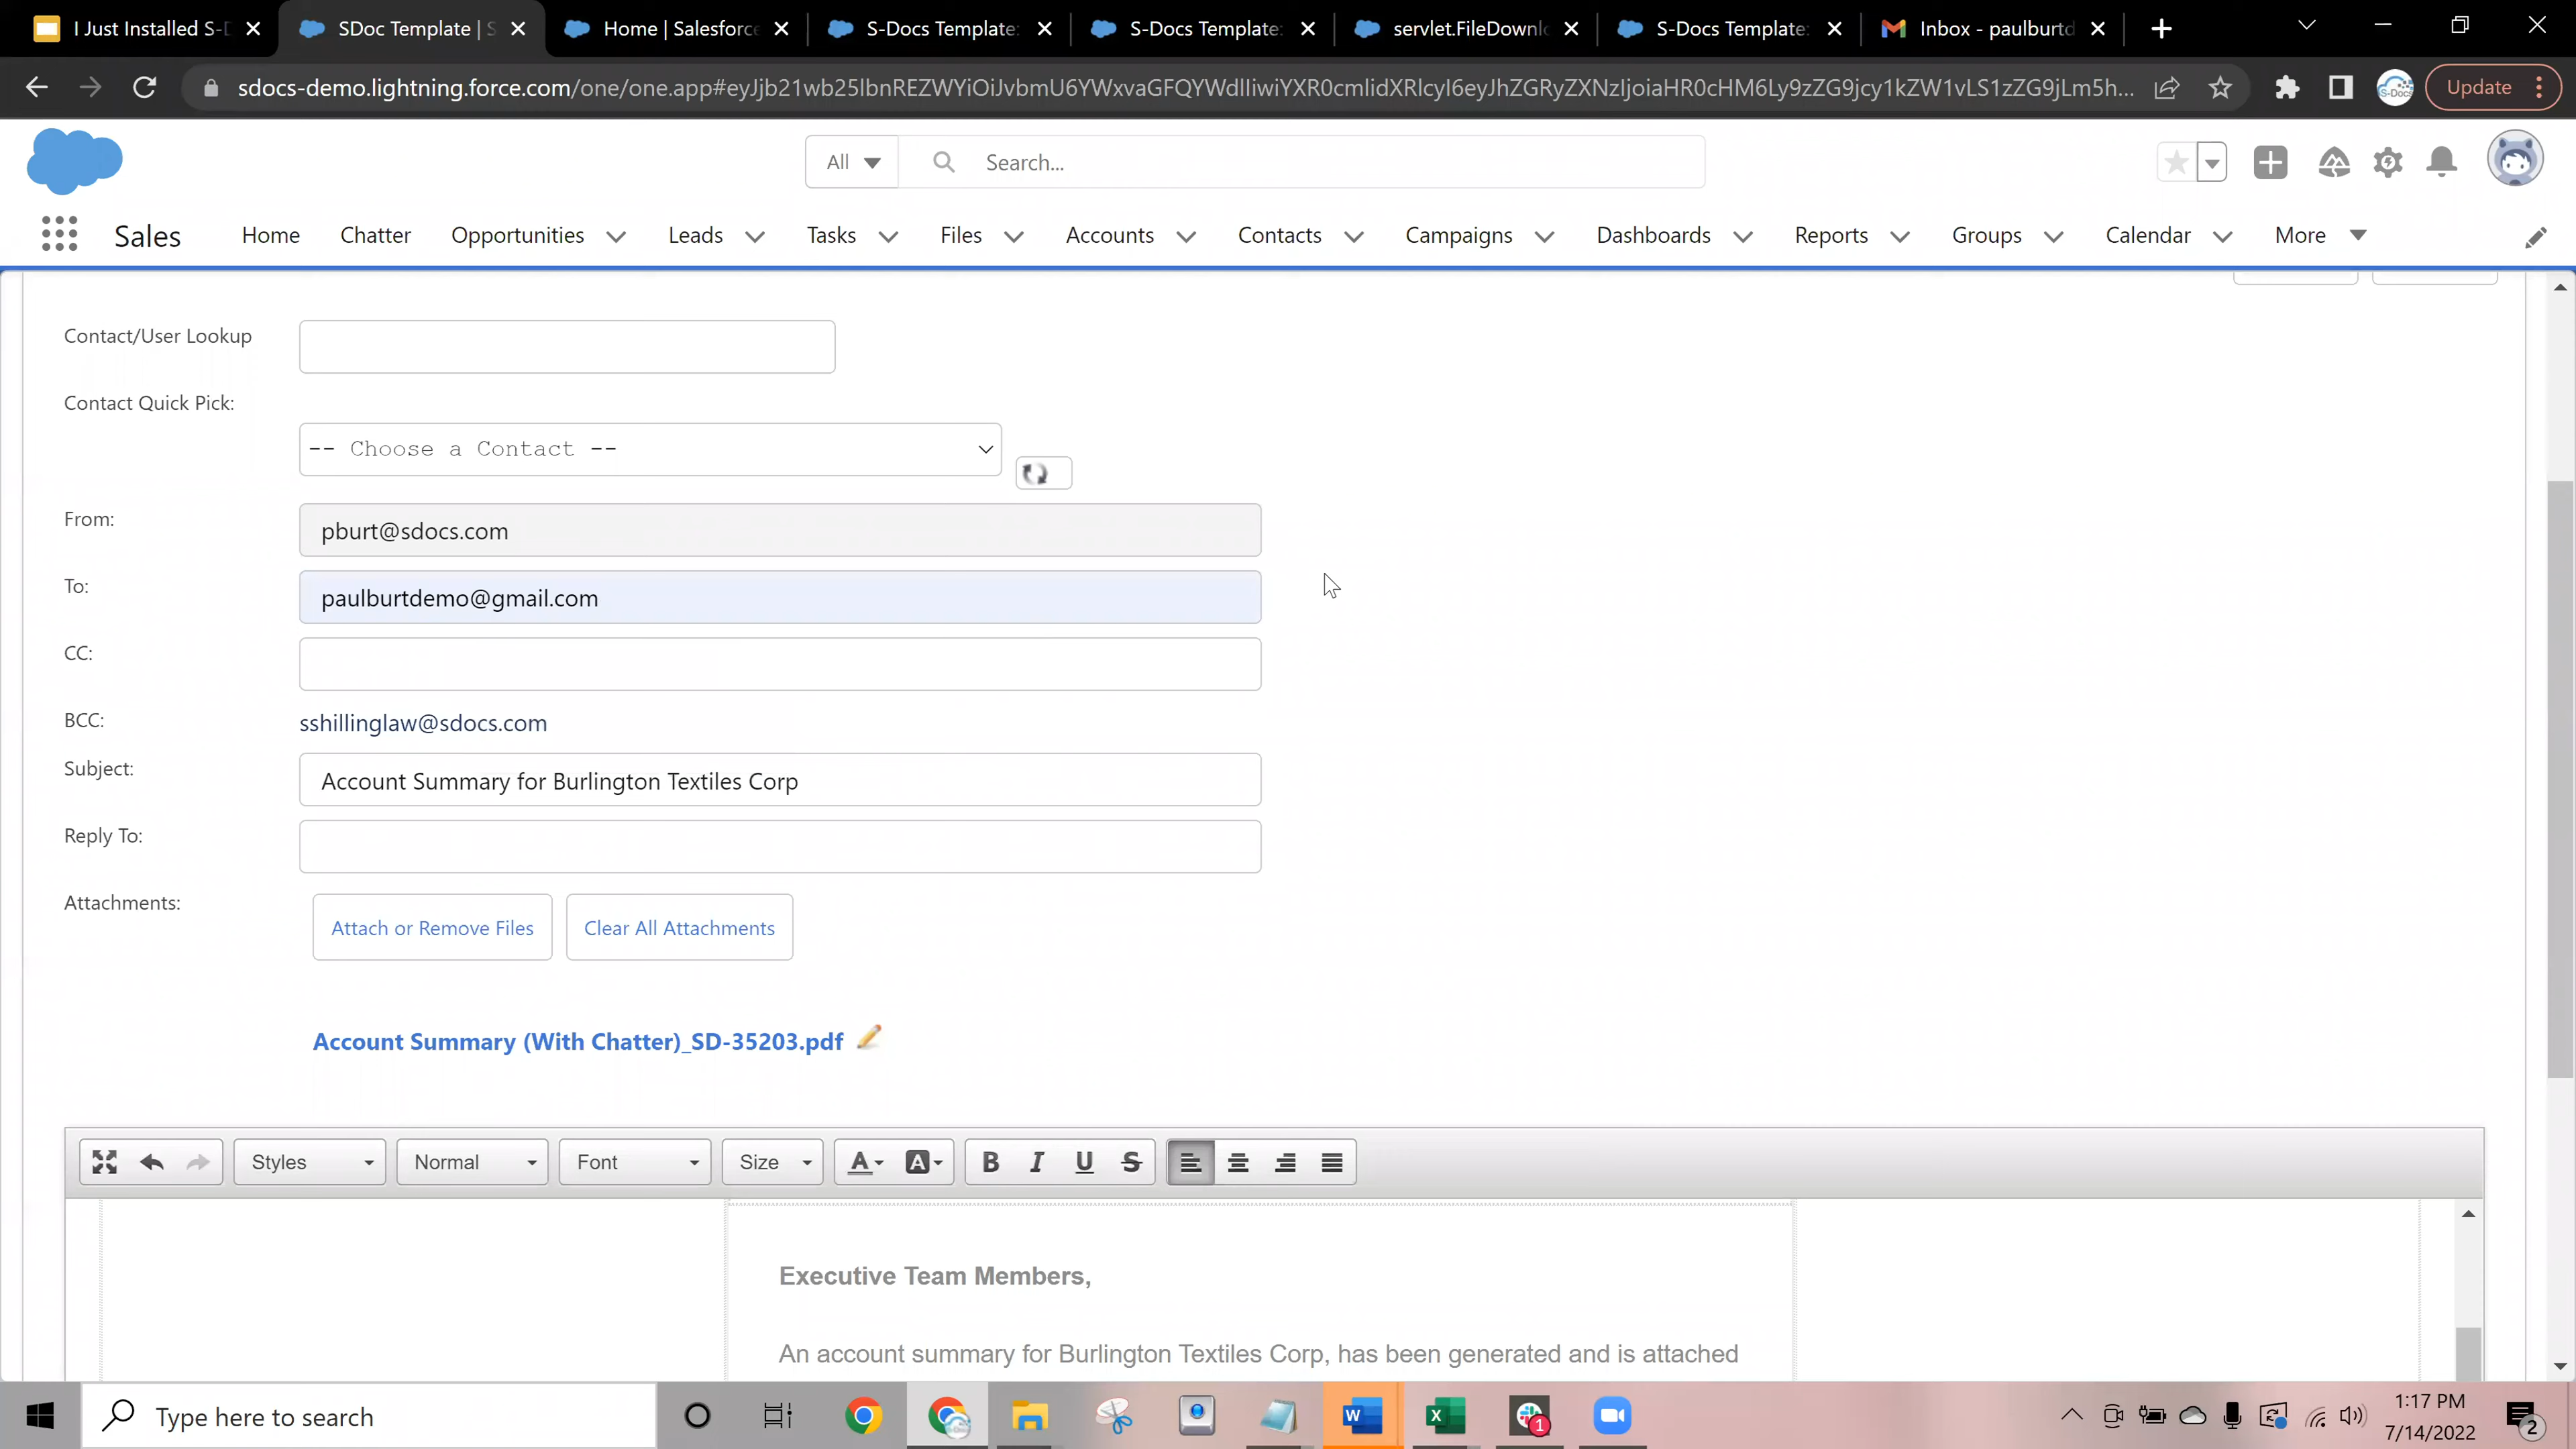 I Just Installed S-D
SDoc Template | S
Home | Salesforce
S-Docs Template:
S-Docs Template:
servlet.FileDownlo
S-Docs Template:
Inbox - paulburtd
sdocs-demo.lightning.force.com/one/one.app#eyJjb21wb25lbnREZWYiOiJvbmU6YWxvaGFQYWdlIiwiYXR0cmlidXRlcyI6eyJhZGRyZXNzIjoiaHR0cHM6Ly9zZG9jcy1kZW1vLS1zZG9jLm5h...
Update
All
Search...
Sales
Home
Chatter
Opportunities
Leads
Tasks
Files
Accounts
Contacts
Campaigns
Dashboards
Reports
Groups
Calendar
More
Contact/User Lookup
Contact Quick Pick:
-- Choose a Contact --
From:
pburt@sdocs.com
To:
paulburtdemo@gmail.com
CC:
BCC:
sshillinglaw@sdocs.com
Subject:
Account Summary for Burlington Textiles Corp
Reply To:
Attachments:
Attach or Remove Files
Clear All Attachments
Account Summary (With Chatter)_SD-35203.pdf
Styles
Normal
Font
Size
A
A
B
I
U
S
Executive Team Members,
An account summary for Burlington Textiles Corp, has been generated and is attached
Type here to search
W
X
1
1:17 PM
7/14/2022
2